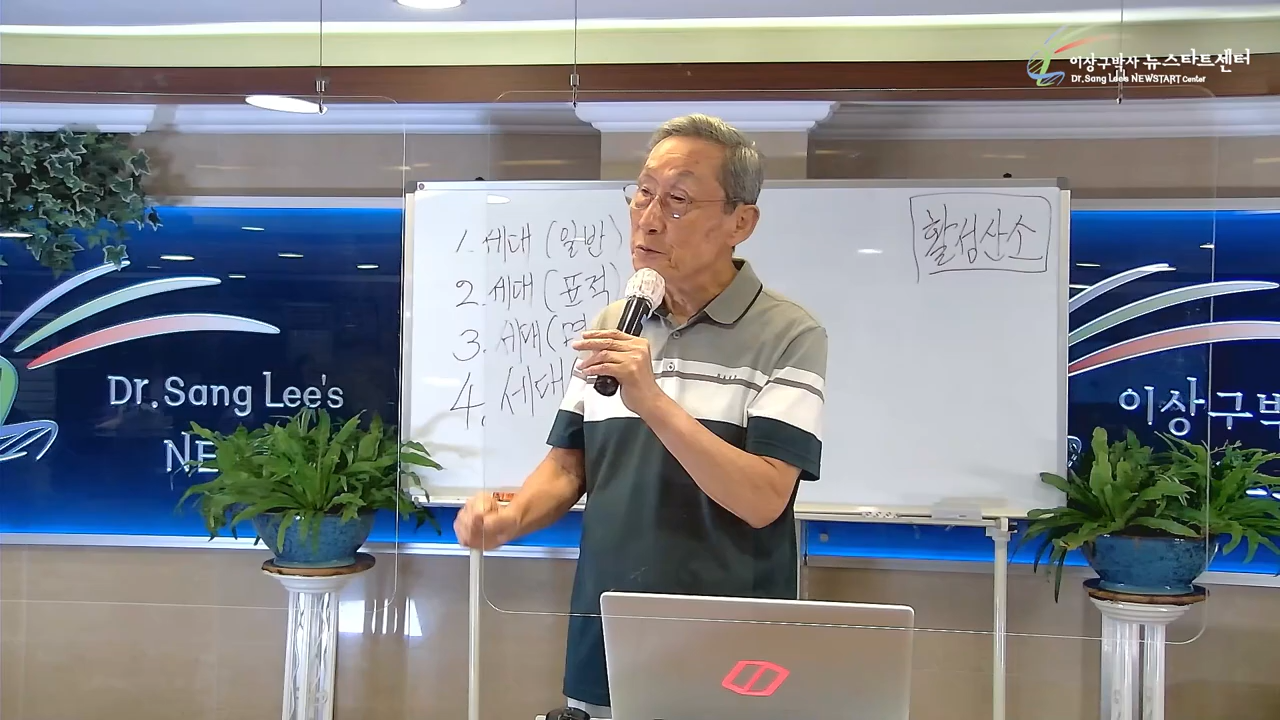 이상구박사 뉴스타트센터
Dr. Sang Lee's NEWSTART Center
1. 세대 (일반)
2. 세대 (표적)
3. 세대 (면
4. 세대 (
활성산소
Dr. Sang Lee's
NE
이상구박